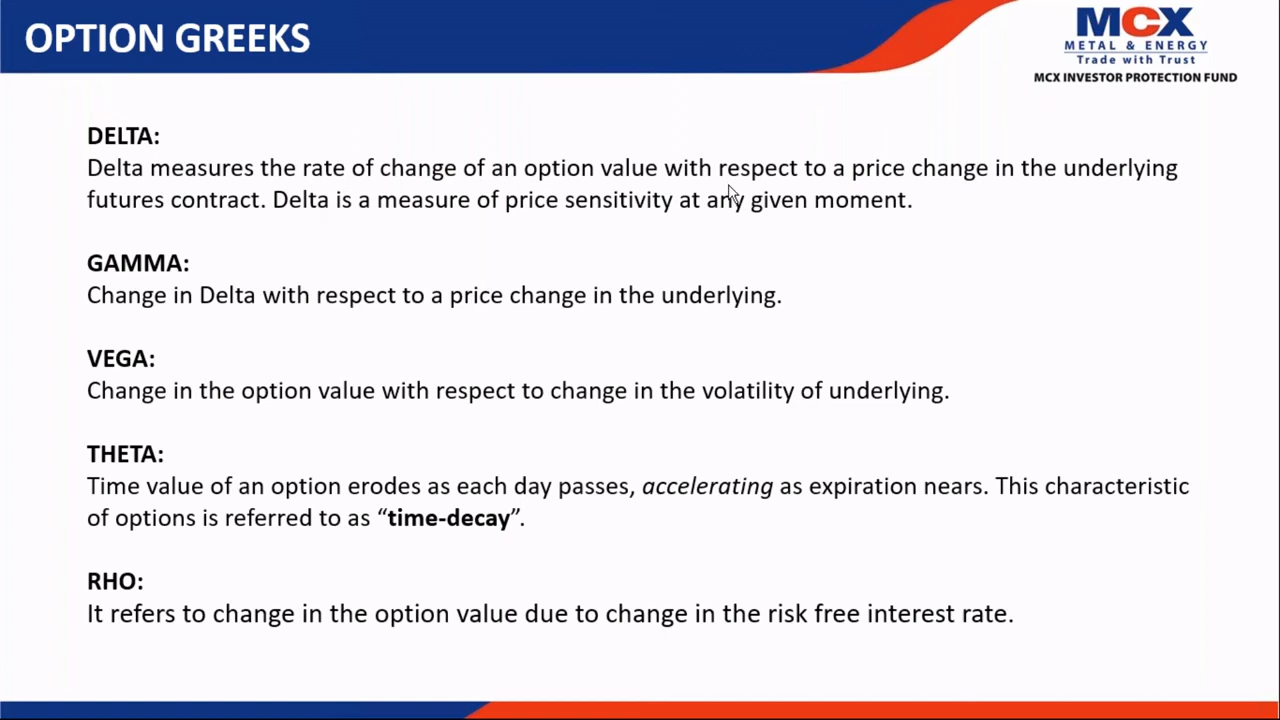 OPTION GREEKS
MCX
METAL & ENERGY
Trade with Trust
MCX INVESTOR PROTECTION FUND
DELTA:
Delta measures the rate of change of an option value with respect to a price change in the underlying
futures contract. Delta is a measure of price sensitivity at any given moment.
GAMMA:
Change in Delta with respect to a price change in the underlying.
VEGA:
Change in the option value with respect to change in the volatility of underlying.
THETA:
Time value of an option erodes as each day passes, accelerating as expiration nears. This characteristic
of options is referred to as “time-decay”.
RHO:
It refers to change in the option value due to change in the risk free interest rate.